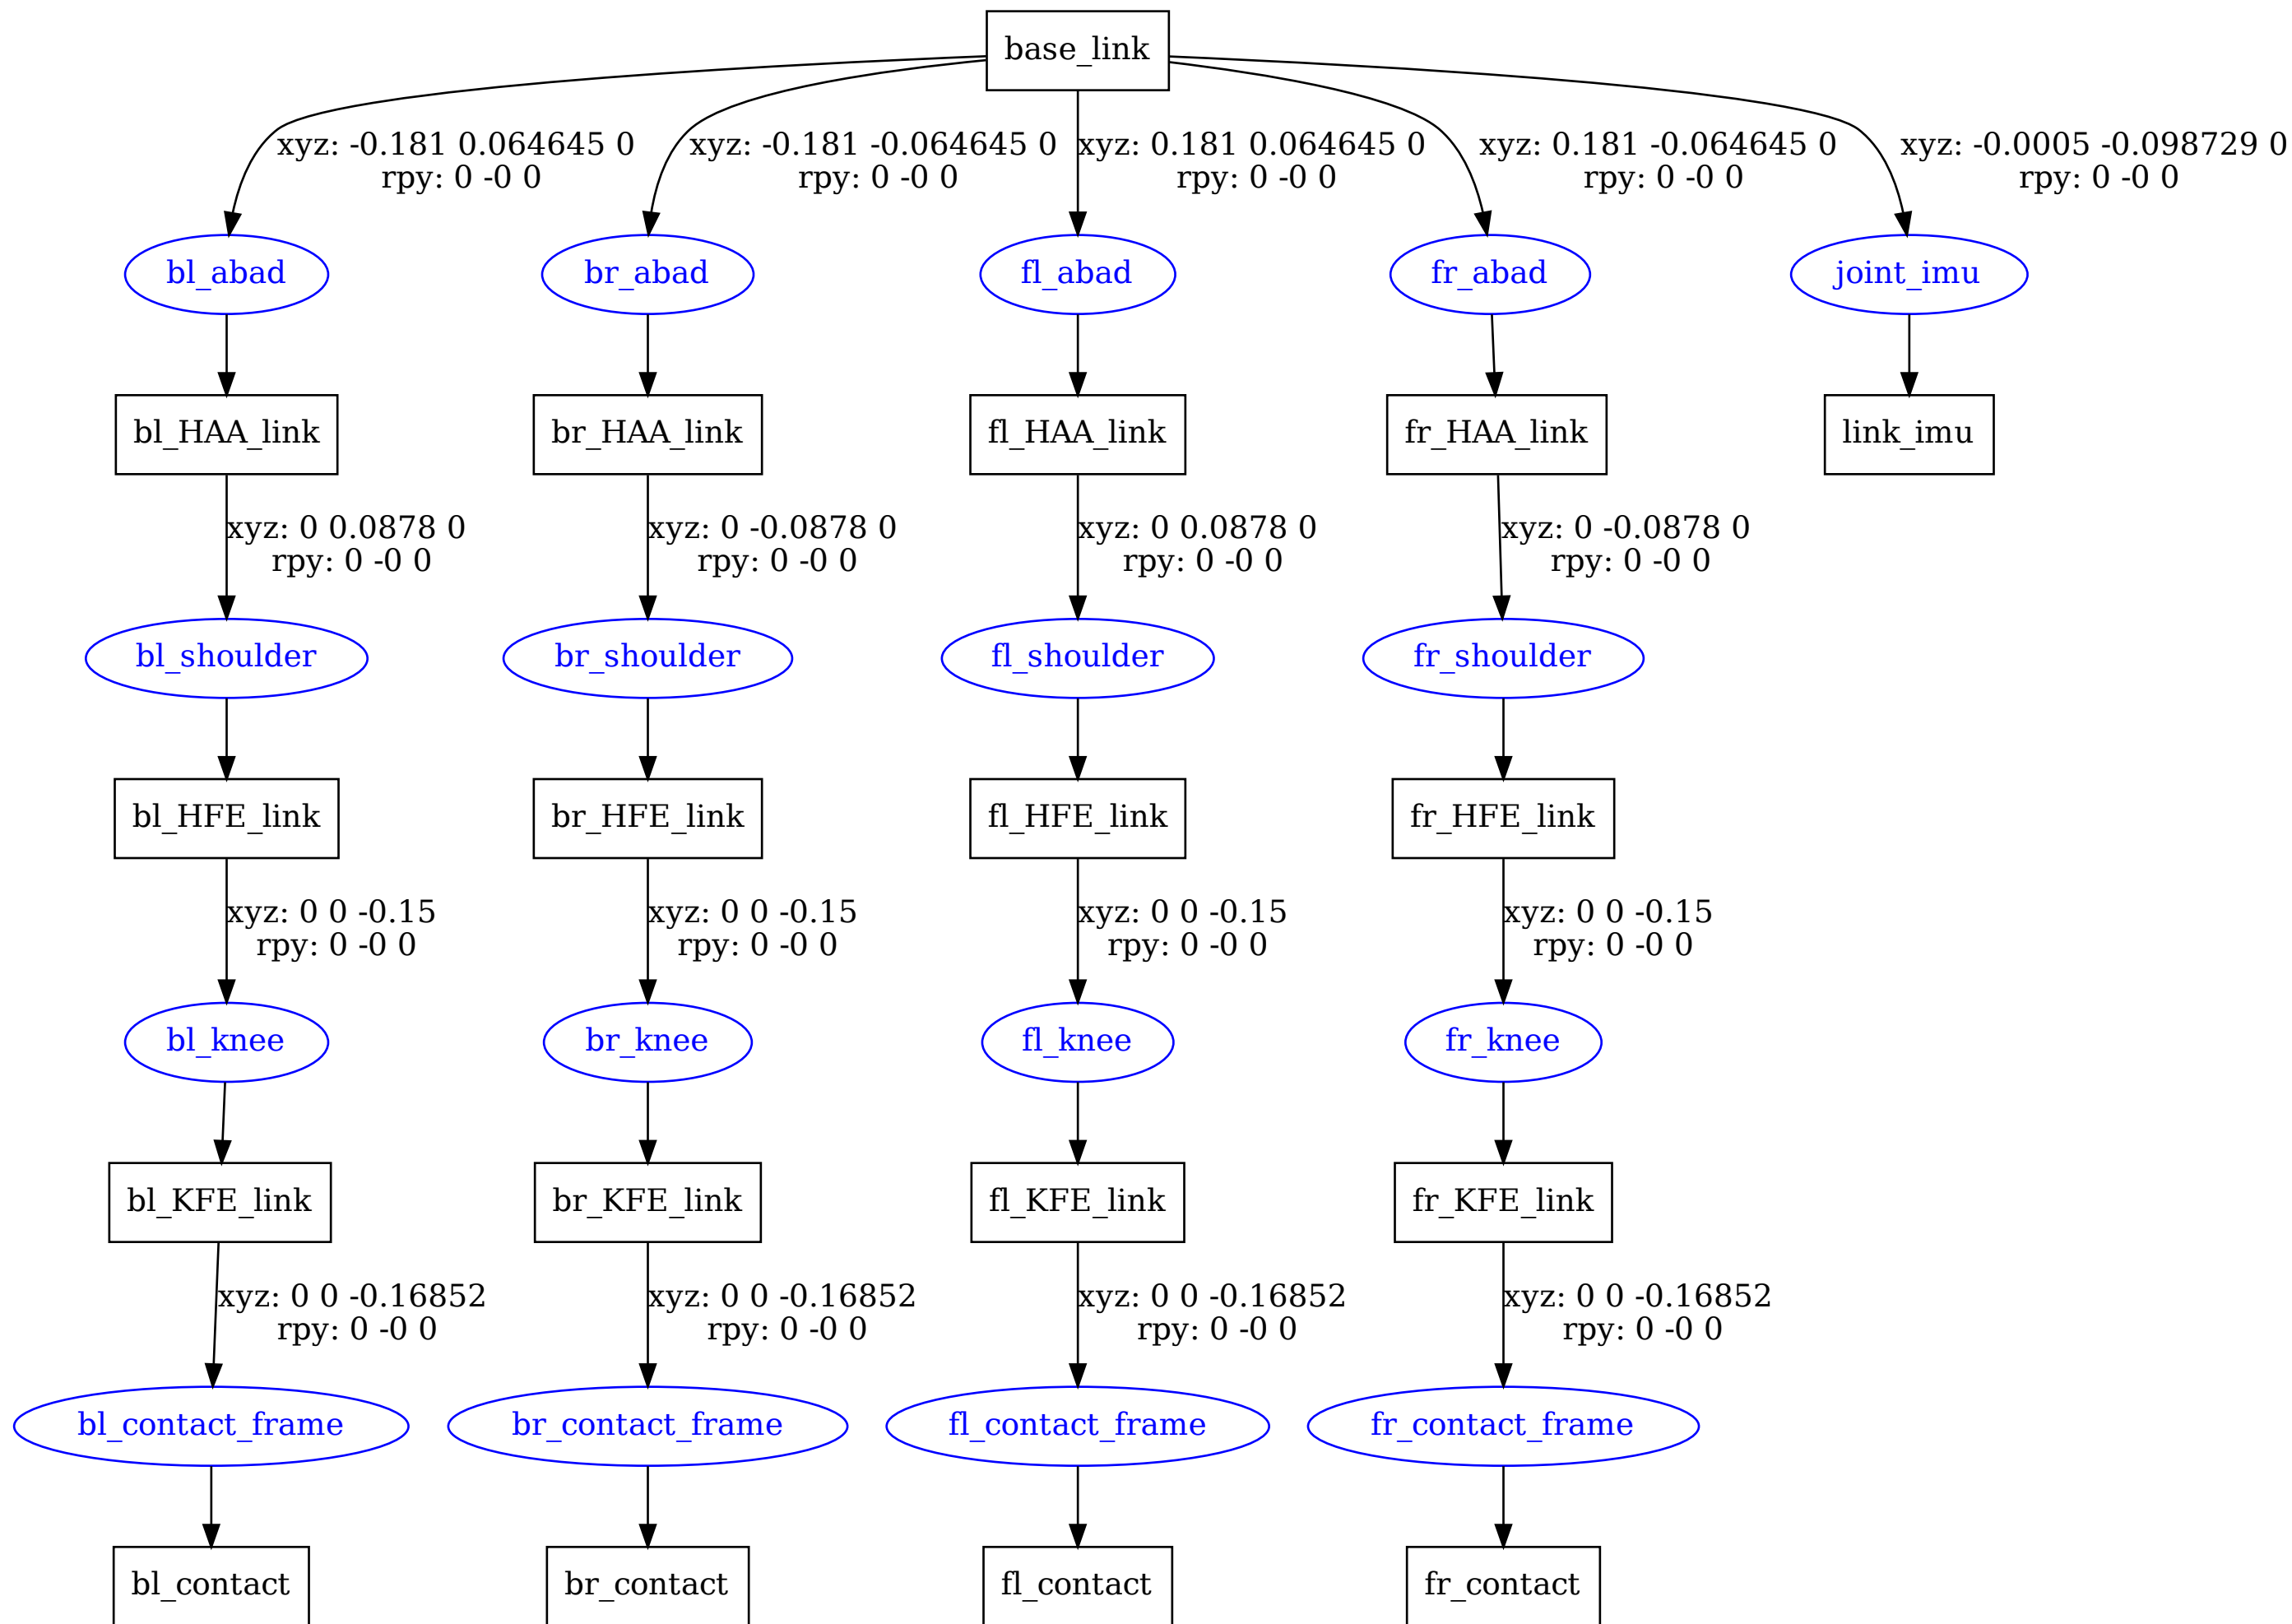 base_link
xyz: -0.181 0.064645 0
rpy: 0 -0 0
xyz: -0.181 -0.064645 0
rpy: 0 -0 0
xyz: 0.181 0.064645 0
rpy: 0 -0 0
xyz: 0.181 -0.064645 0
rpy: 0 -0 0
xyz: -0.0005 -0.098729 0
rpy: 0 -0 0
bl_abad
br_abad
fl_abad
fr_abad
joint_imu
bl_HAA_link
br_HAA_link
fl_HAA_link
fr_HAA_link
link_imu
xyz: 0 0.0878 0
rpy: 0 -0 0
xyz: 0 -0.0878 0
rpy: 0 -0 0
xyz: 0 0.0878 0
rpy: 0 -0 0
xyz: 0 -0.0878 0
rpy: 0 -0 0
bl_shoulder
br_shoulder
fl_shoulder
fr_shoulder
bl_HFE_link
br_HFE_link
fl_HFE_link
fr_HFE_link
xyz: 0 0 -0.15
rpy: 0 -0 0
xyz: 0 0 -0.15
rpy: 0 -0 0
xyz: 0 0 -0.15
rpy: 0 -0 0
xyz: 0 0 -0.15
rpy: 0 -0 0
bl_knee
br_knee
fl_knee
fr_knee
bl_KFE_link
br_KFE_link
fl_KFE_link
fr_KFE_link
xyz: 0 0 -0.16852
rpy: 0 -0 0
xyz: 0 0 -0.16852
rpy: 0 -0 0
xyz: 0 0 -0.16852
rpy: 0 -0 0
xyz: 0 0 -0.16852
rpy: 0 -0 0
bl_contact_frame
br_contact_frame
fl_contact_frame
fr_contact_frame
bl_contact
br_contact
fl_contact
fr_contact